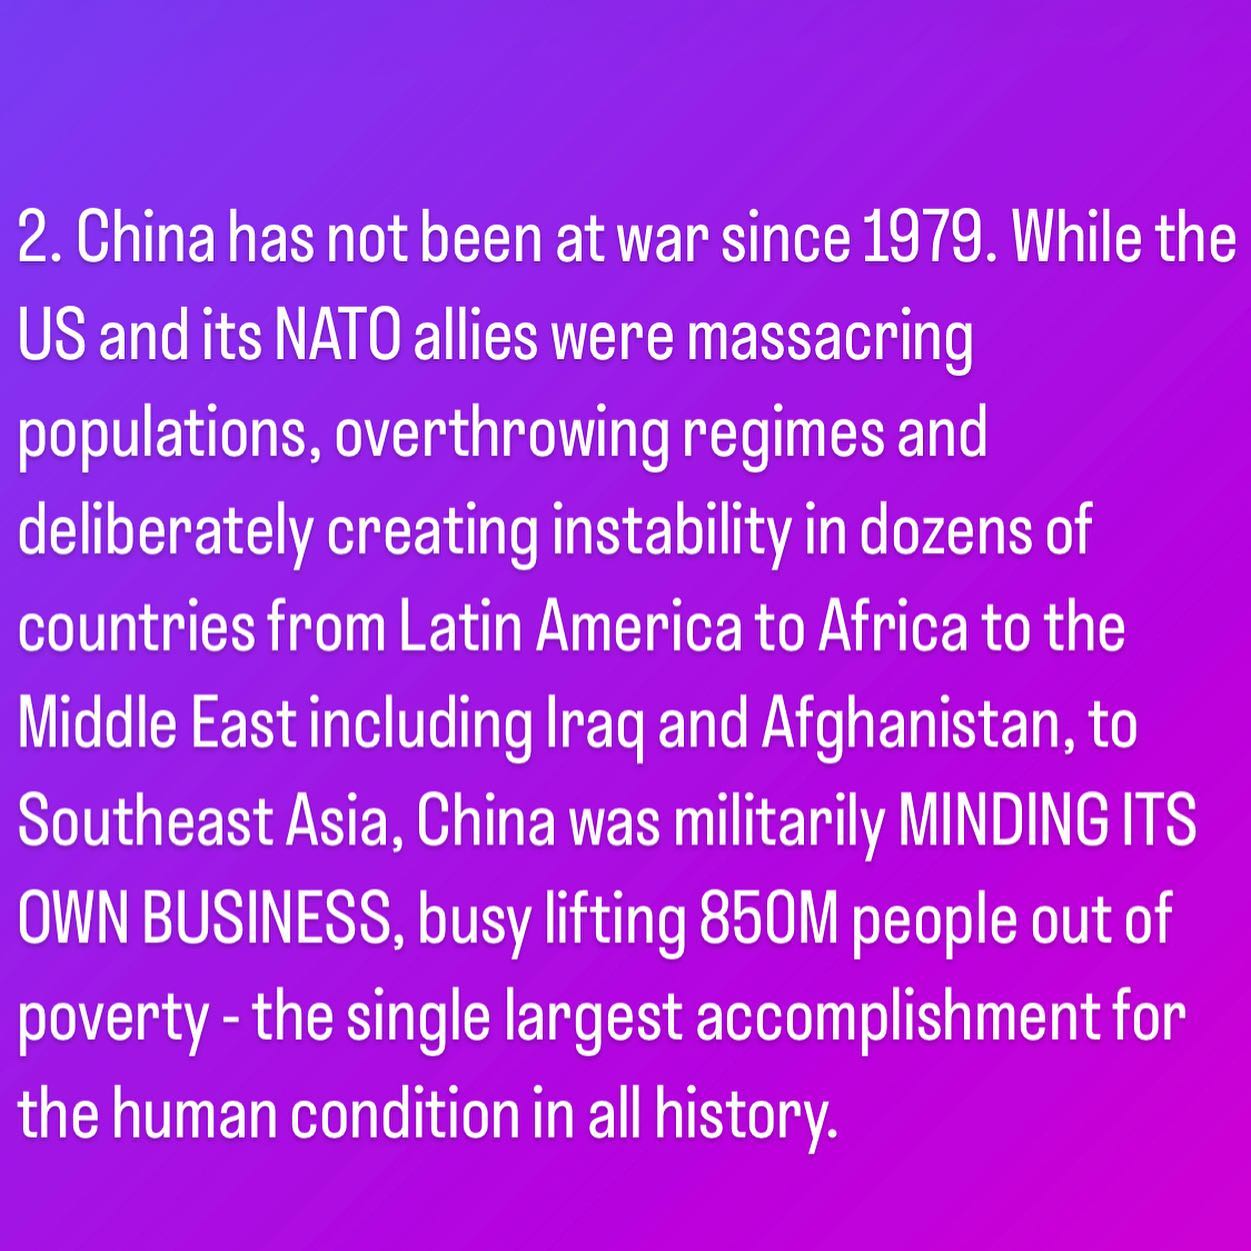 2. China has not been at war since 1979. While the
US and its NATO allies were massacring
populations, overthrowing regimes and
deliberately creating instability in dozens of
countries from Latin America to Africa to the
Middle East including Iraq and Afghanistan, to
Southeast Asia, China was militarily MINDING ITS
OWN BUSINESS, busy lifting 850M people out of
poverty - the single largest accomplishment for
the human condition in all history.